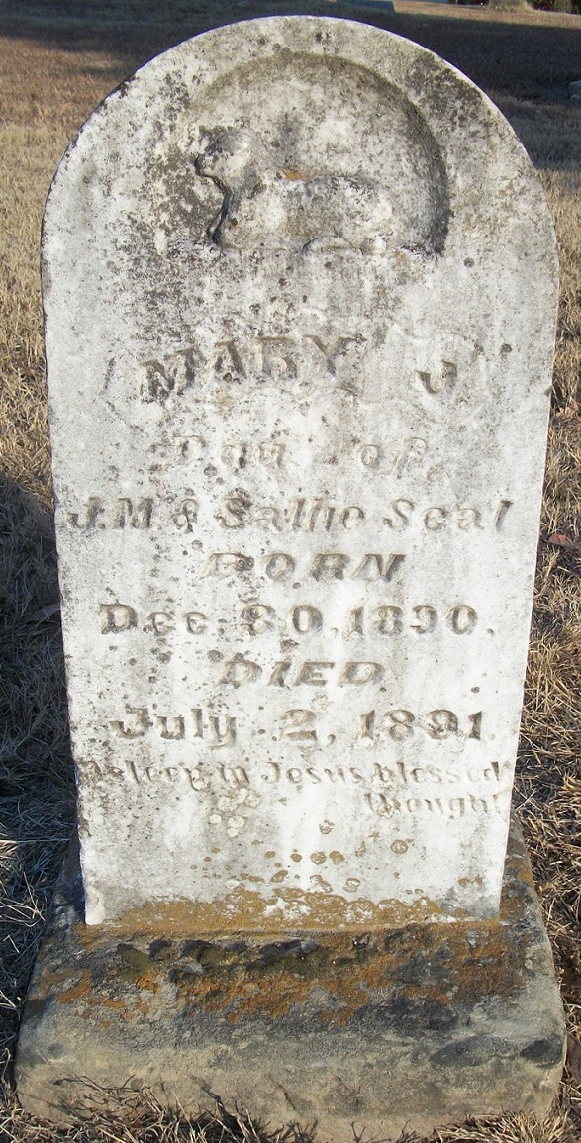 MARY J
Dau. of
J.M. & Sallie Seal
BORN
Dec. 30, 1890.
DIED
July 2, 1891.
Asleep in Jesus, blessed
thought